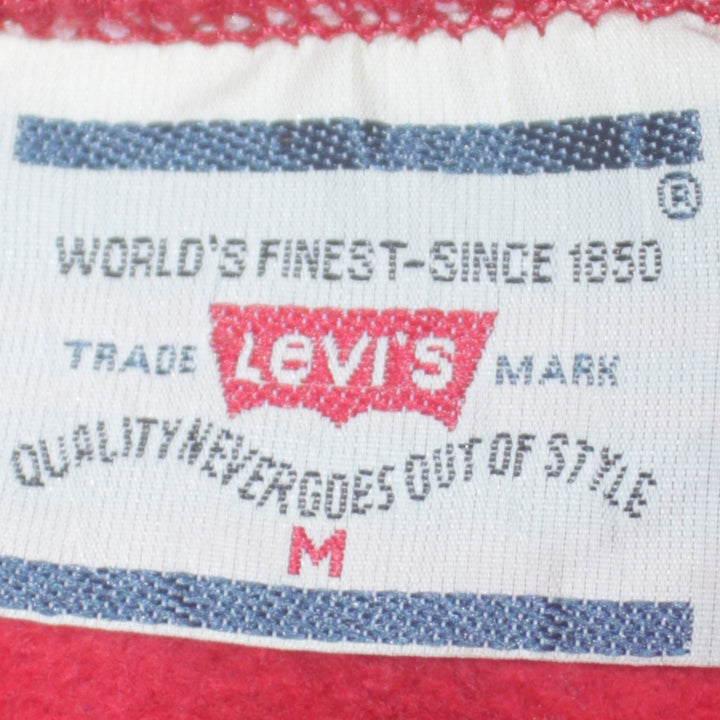 ®
WORLD'S FINEST-SINCE 1850
TRADE LEVI'S MARK
QUALITY NEVER GOES OUT OF STYLE
M